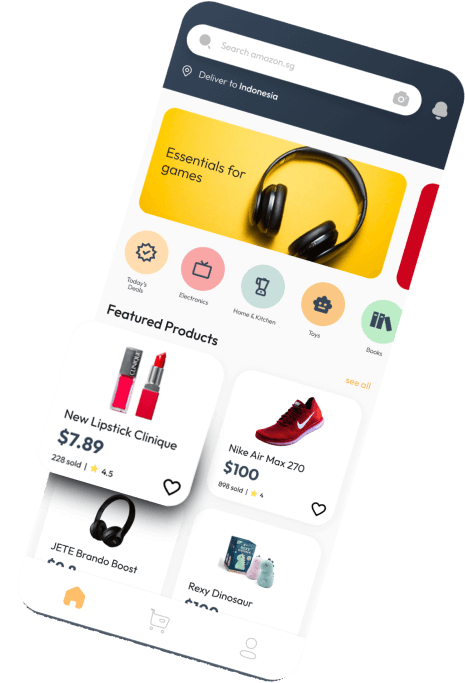 Search amazon.sg
Deliver to Indonesia
Essentials for
games
Today's
Deals
Electronics
Home & Kitchen
Toys
Books
Featured Products
see all
CLINIQUE
New Lipstick Clinique
$7.89
228 sold | 4.5
Nike Air Max 270
$100
898 sold | 4
JETE Brando Boost
Rexy Dinosaur